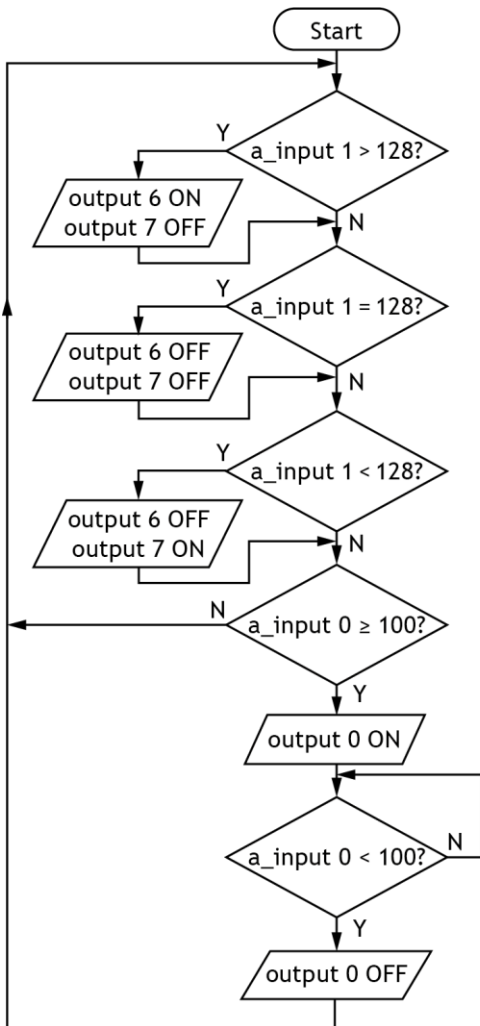 Start
a_input 1 > 128?
Y
output 6 ON
output 7 OFF
N
a_input 1 = 128?
Y
output 6 OFF
output 7 OFF
N
a_input 1 < 128?
Y
output 6 OFF
output 7 ON
N
a_input 0 ≥ 100?
N
Y
output 0 ON
a_input 0 < 100?
N
Y
output 0 OFF